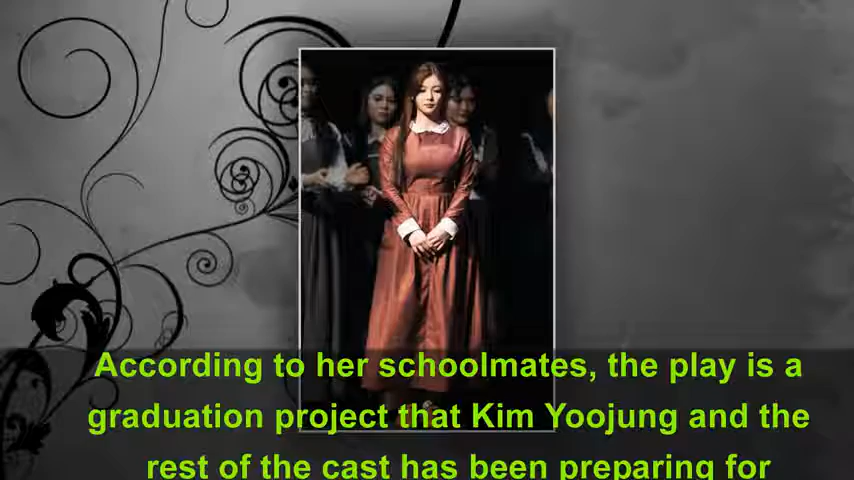 According to her schoolmates, the play is a
graduation project that Kim Yoojung and the
rest of the cast has been preparing for